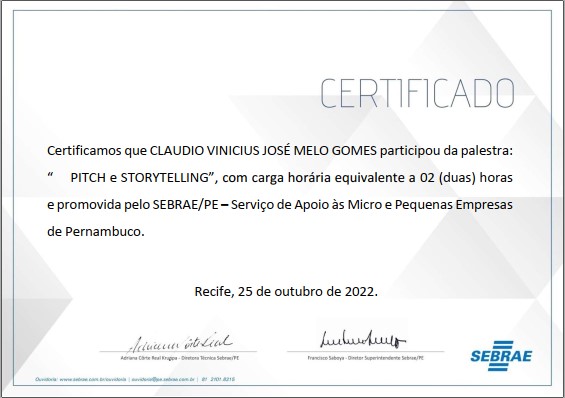 CERTIFICADO
Certificamos que CLAUDIO VINICIUS JOSÉ MELO GOMES participou da palestra:
“ PITCH e STORYTELLING”, com carga horária equivalente a 02 (duas) horas
e promovida pelo SEBRAE/PE – Serviço de Apoio às Micro e Pequenas Empresas
de Pernambuco.
Recife, 25 de outubro de 2022.
Adriana Côrte Real Kruppa - Diretora Técnica Sebrae/PE
Francisco Saboya - Diretor Superintendente Sebrae/PE
SEBRAE
Ouvidoria: www.sebrae.com.br/ouvidoria | ouvidoria@pe.sebrae.com.br | 81 2101.8215